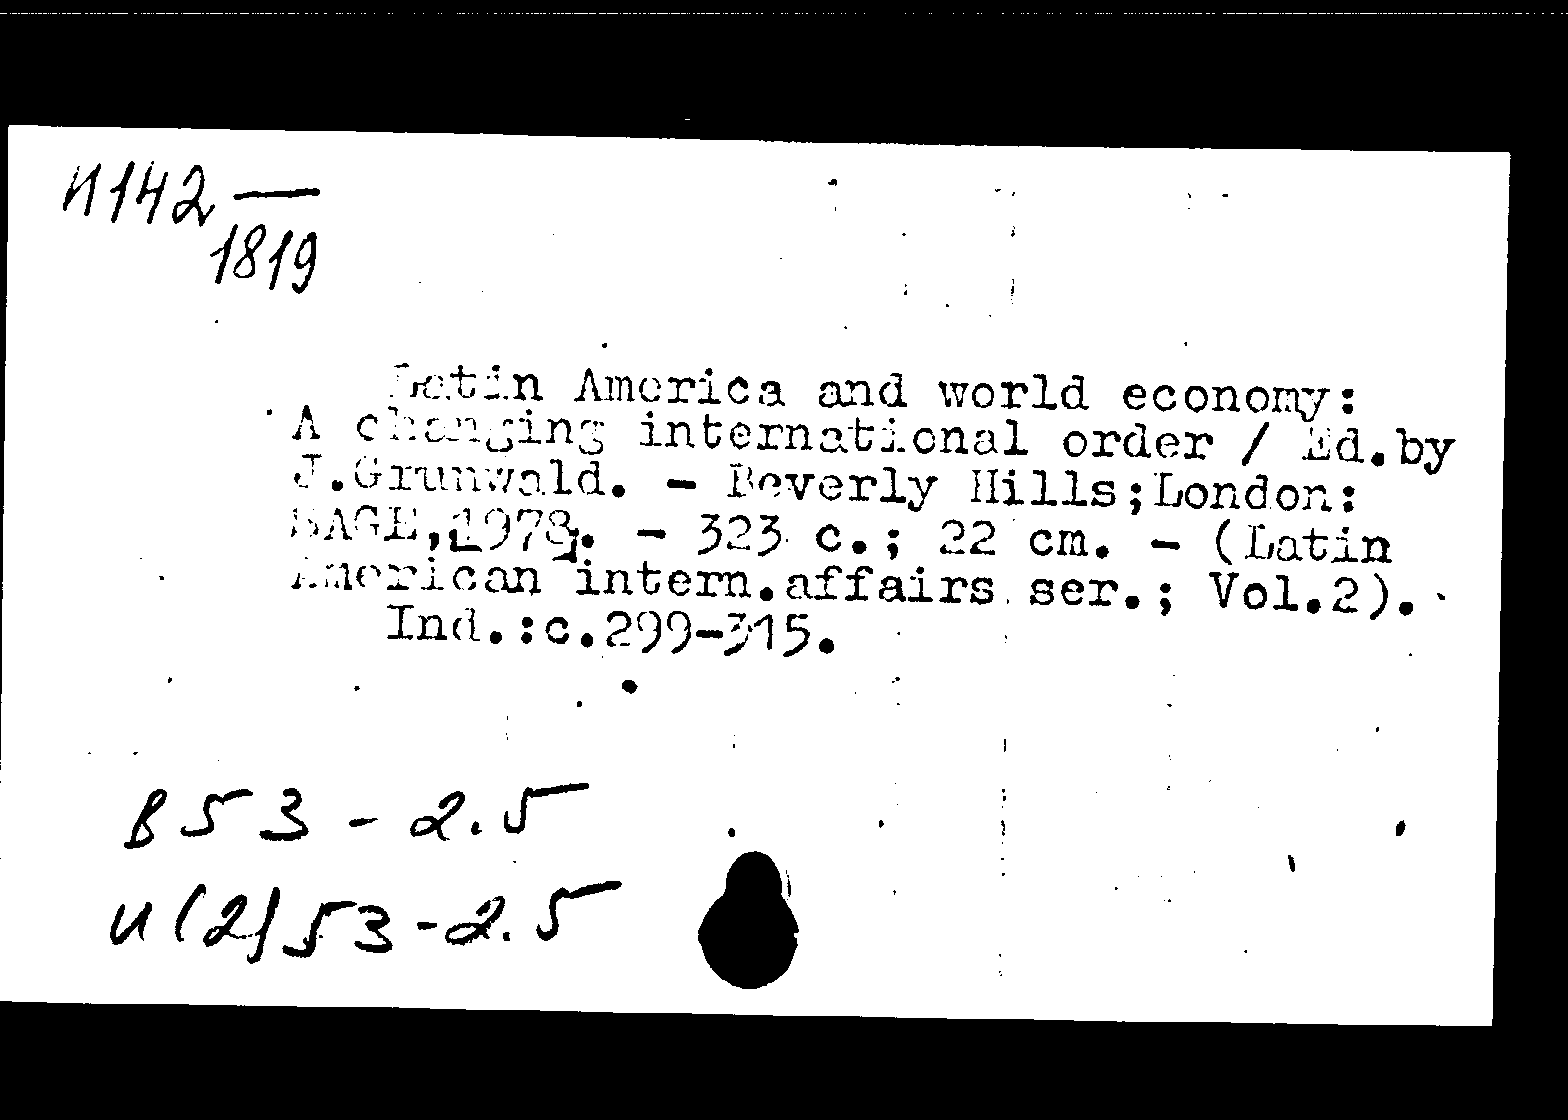 И142 —
1819
Latin America and world economy:
A changing international order / Ed.by
J.Grunwald. - Beverly Hills;London:
SAGE,[1978]. - 323 c.; 22 cm. - (Latin
American intern.affairs ser.; Vol.2).
Ind.:c.299-315.
В53-2.5
И(2)53-2.5